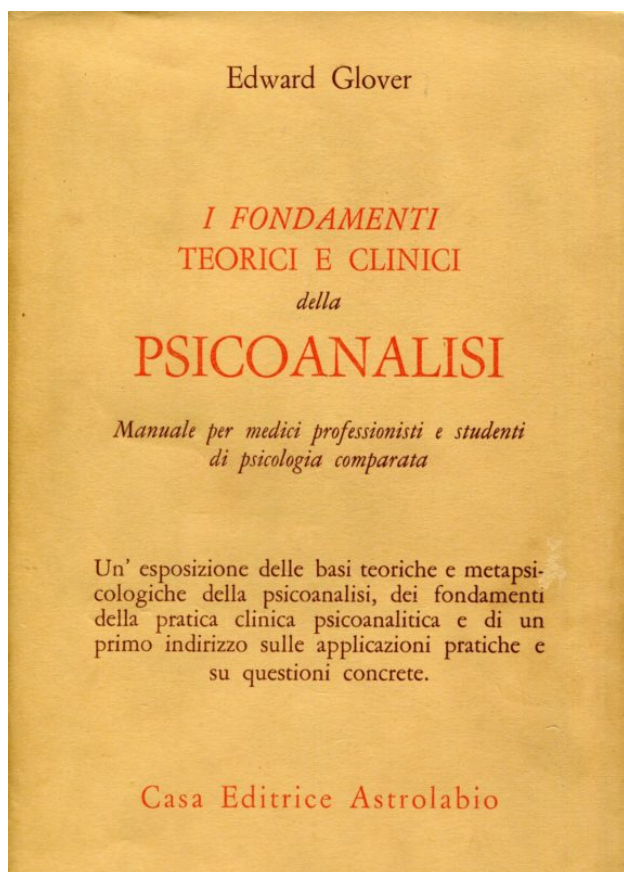 Edward Glover
I FONDAMENTI
TEORICI E CLINICI
della
PSICOANALISI
Manuale per medici professionisti e studenti
di psicologia comparata
Un' esposizione delle basi teoriche e metapsi-
cologiche della psicoanalisi, dei fondamenti
della pratica clinica psicoanalitica e di un
primo indirizzo sulle applicazioni pratiche e
su questioni concrete.
Casa Editrice Astrolabio